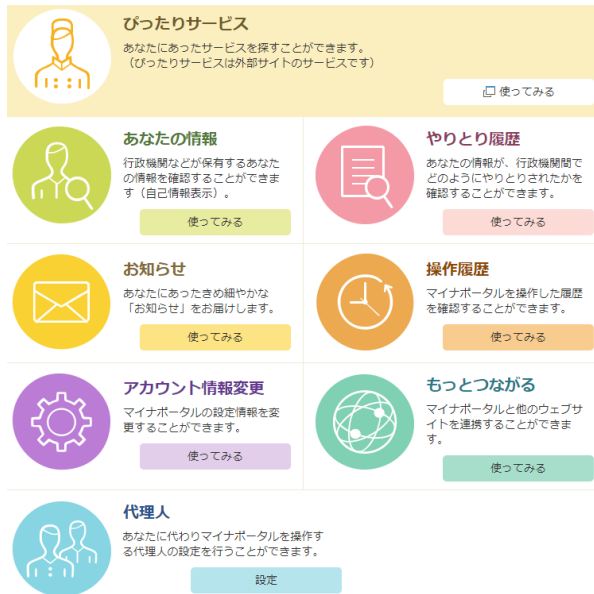 ぴったりサービス
あなたにあったサービスを探すことができます。
（ぴったりサービスは外部サイトのサービスです）
使ってみる
あなたの情報
行政機関などが保有するあなた
の情報を確認することができま
す（自己情報表示）。
使ってみる
やりとり履歴
あなたの情報が、行政機関間で
どのようにやりとりされたかを
確認することができます。
使ってみる
お知らせ
あなたにあったきめ細やかな
「お知らせ」をお届けします。
使ってみる
操作履歴
マイナポータルを操作した履歴
を確認することができます。
使ってみる
アカウント情報変更
マイナポータルの設定情報を変
更することができます。
使ってみる
もっとつながる
マイナポータルと他のウェブサ
イトを連携することができま
す。
使ってみる
代理人
あなたに代わりマイナポータルを操作す
る代理人の設定を行うことができます。
設定